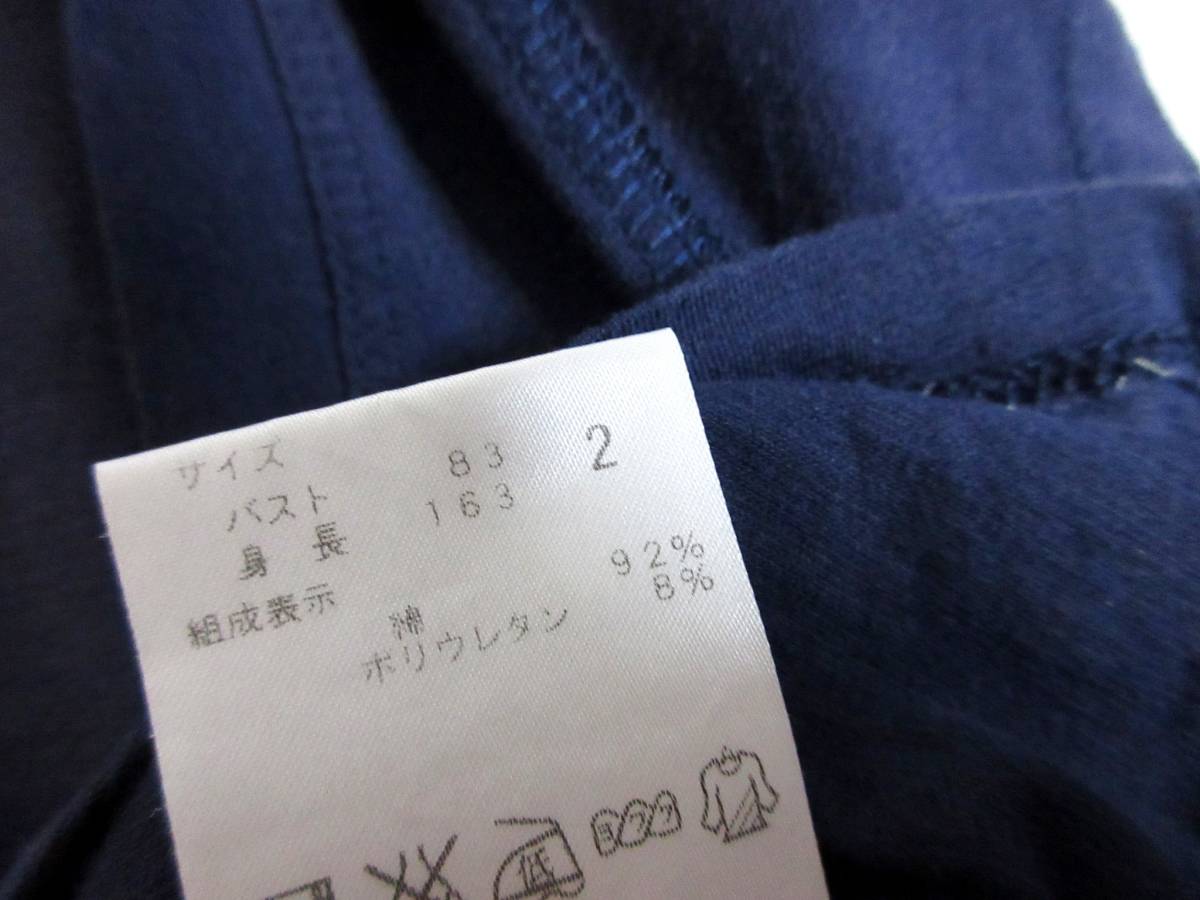 サイズ 2
バスト 83
身長 163
組成表示
綿 92%
ポリウレタン 8%
低